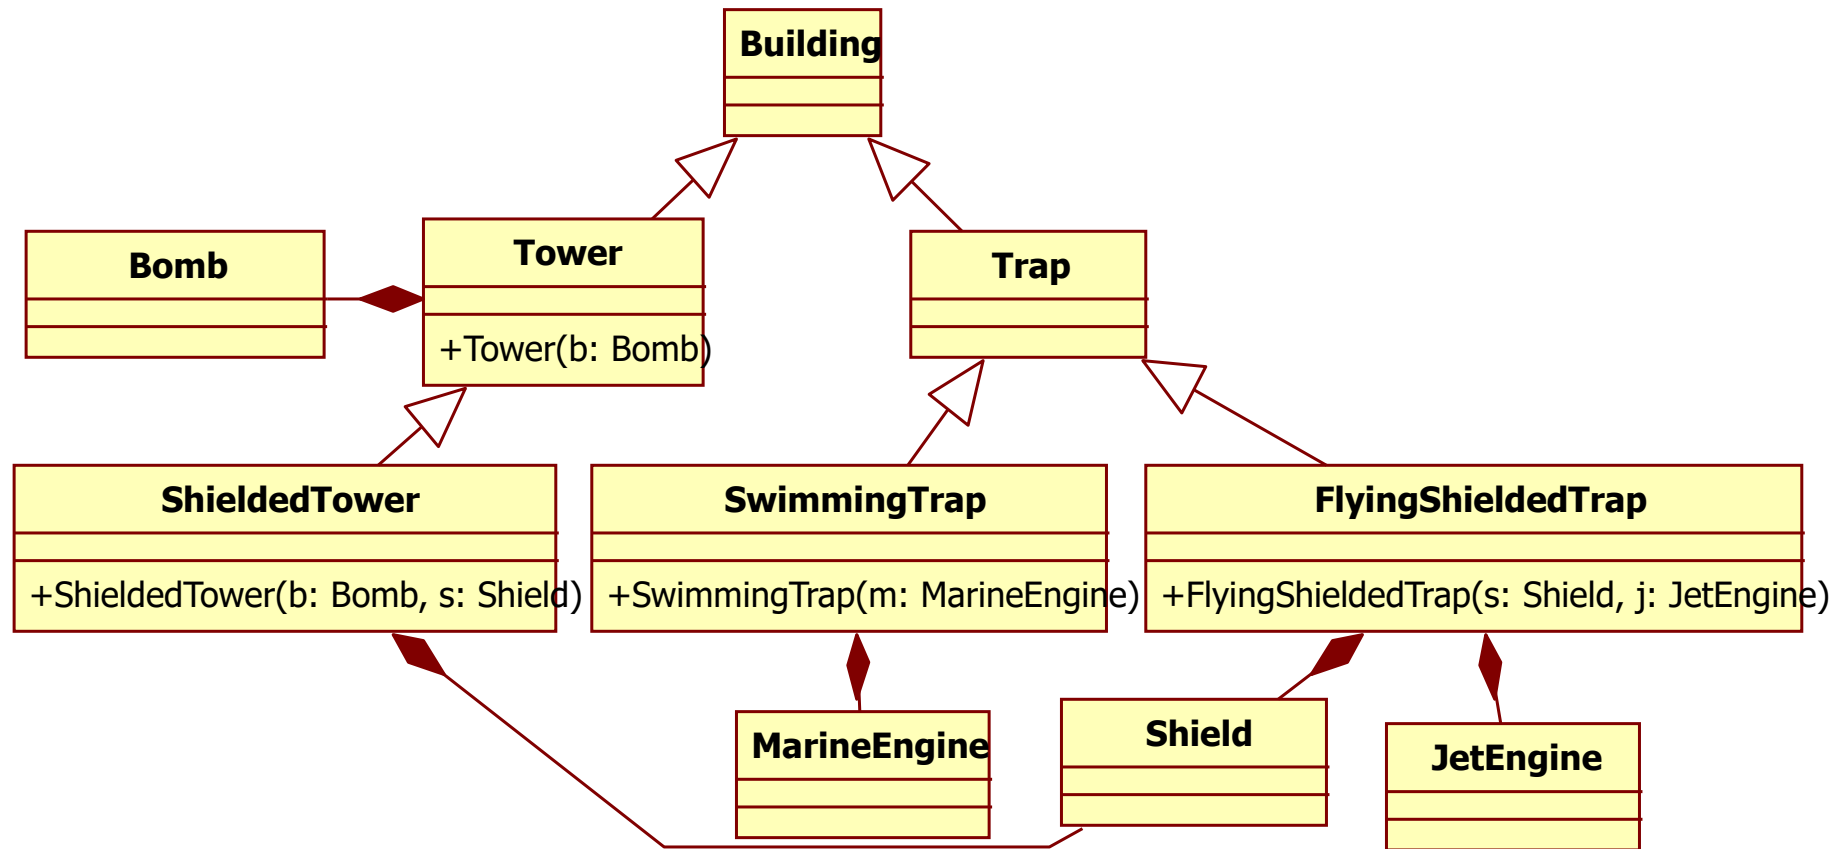 Building
Bomb
Tower
+Tower(b: Bomb)
Trap
ShieldedTower
+ShieldedTower(b: Bomb, s: Shield)
SwimmingTrap
+SwimmingTrap(m: MarineEngine)
FlyingShieldedTrap
+FlyingShieldedTrap(s: Shield, j: JetEngine)
MarineEngine
Shield
JetEngine